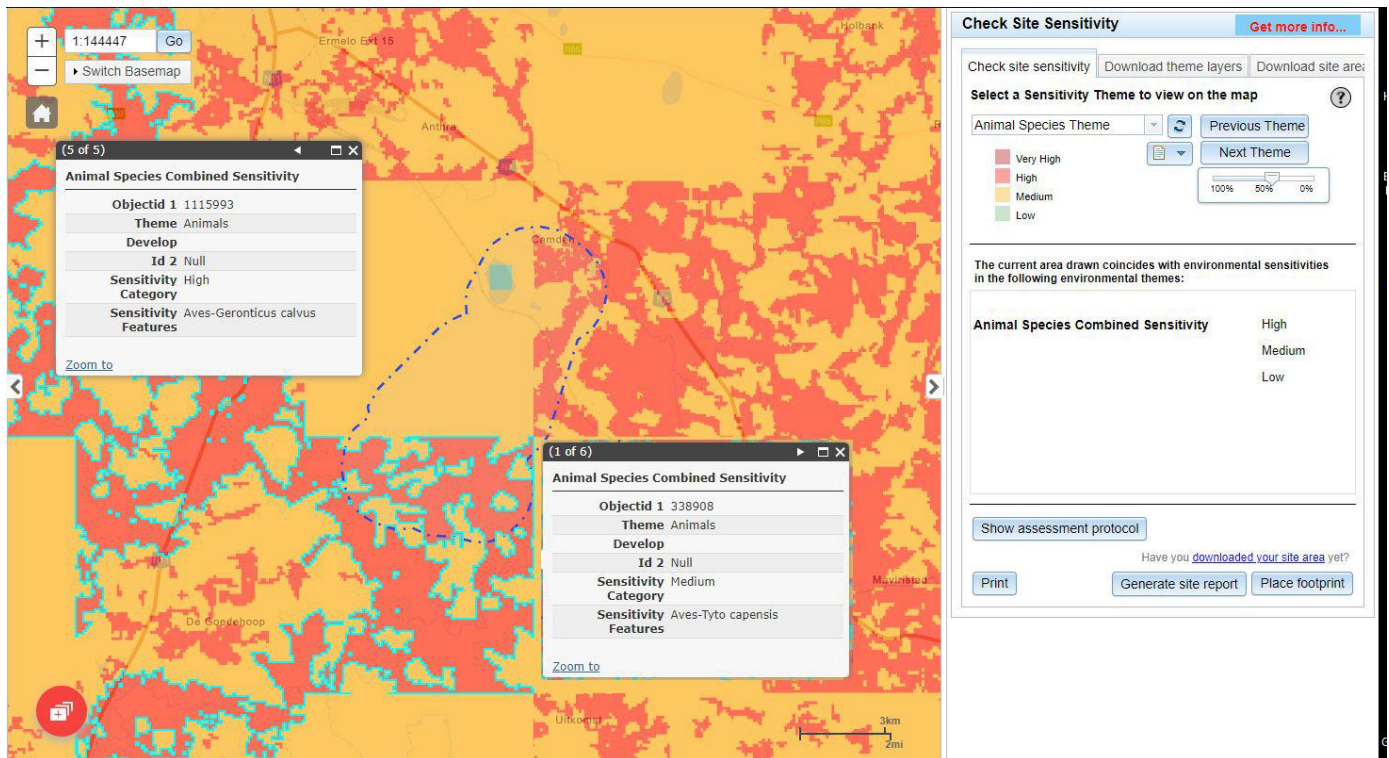 1:144447
Go
Switch Basemap
Ermelo Ext 15
Holbank
Anthra
Camden
De Goedehoop
Uitkomst
3km
2mi
(5 of 5)
Animal Species Combined Sensitivity
Objectid 1 1115993
Theme Animals
Develop
Id 2 Null
Sensitivity High
Category
Sensitivity Aves-Geronticus calvus
Features
Zoom to
(1 of 6)
Animal Species Combined Sensitivity
Objectid 1 338908
Theme Animals
Develop
Id 2 Null
Sensitivity Medium
Category
Sensitivity Aves-Tyto capensis
Features
Zoom to
Check Site Sensitivity
Get more info...
Check site sensitivity
Download theme layers
Download site area
Select a Sensitivity Theme to view on the map
?
Animal Species Theme
Previous Theme
Next Theme
Very High
High
Medium
Low
100% 50% 0%
The current area drawn coincides with environmental sensitivities
in the following environmental themes:
Animal Species Combined Sensitivity
High
Medium
Low
Show assessment protocol
Have you downloaded your site area yet?
Print
Generate site report
Place footprint